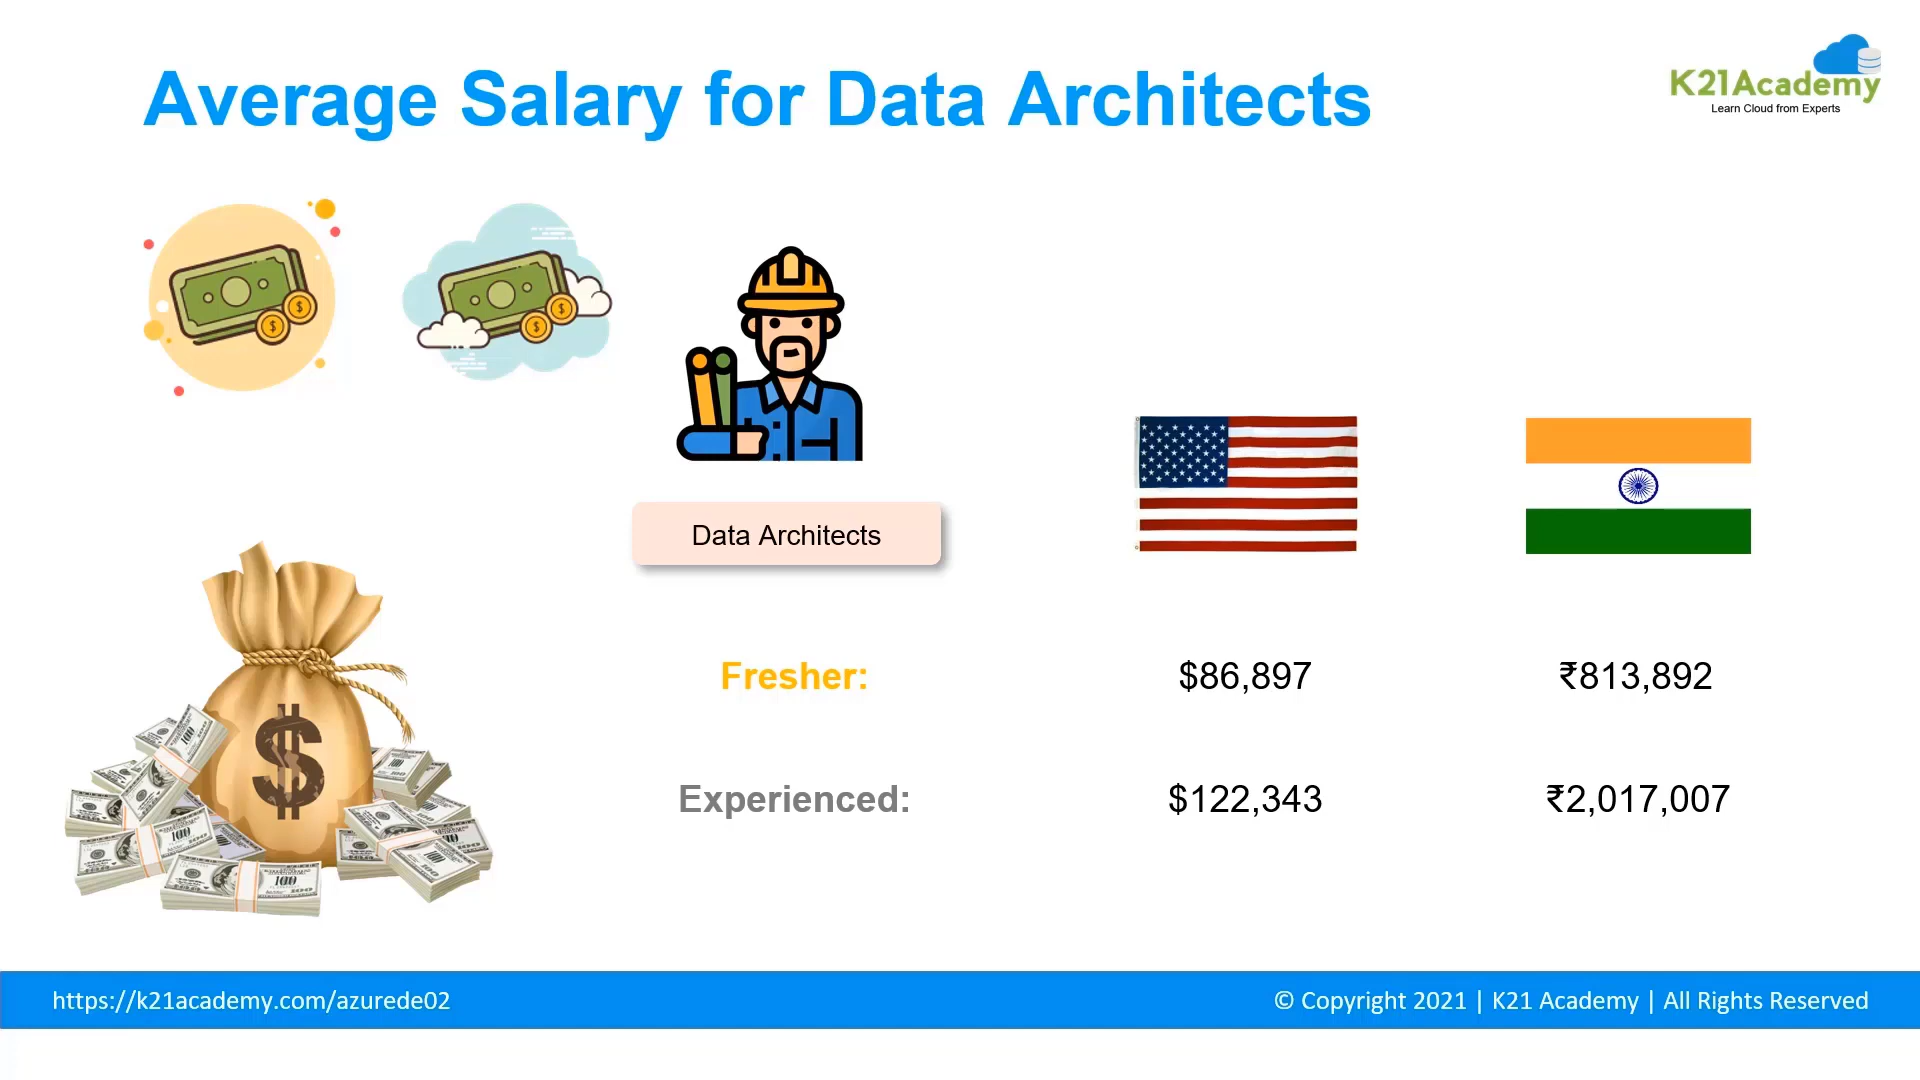 Average Salary for Data Architects
K21Academy
Learn Cloud from Experts
Data Architects
Fresher: $86,897 ₹813,892
Experienced: $122,343 ₹2,017,007
https://k21academy.com/azurede02
© Copyright 2021 | K21 Academy | All Rights Reserved